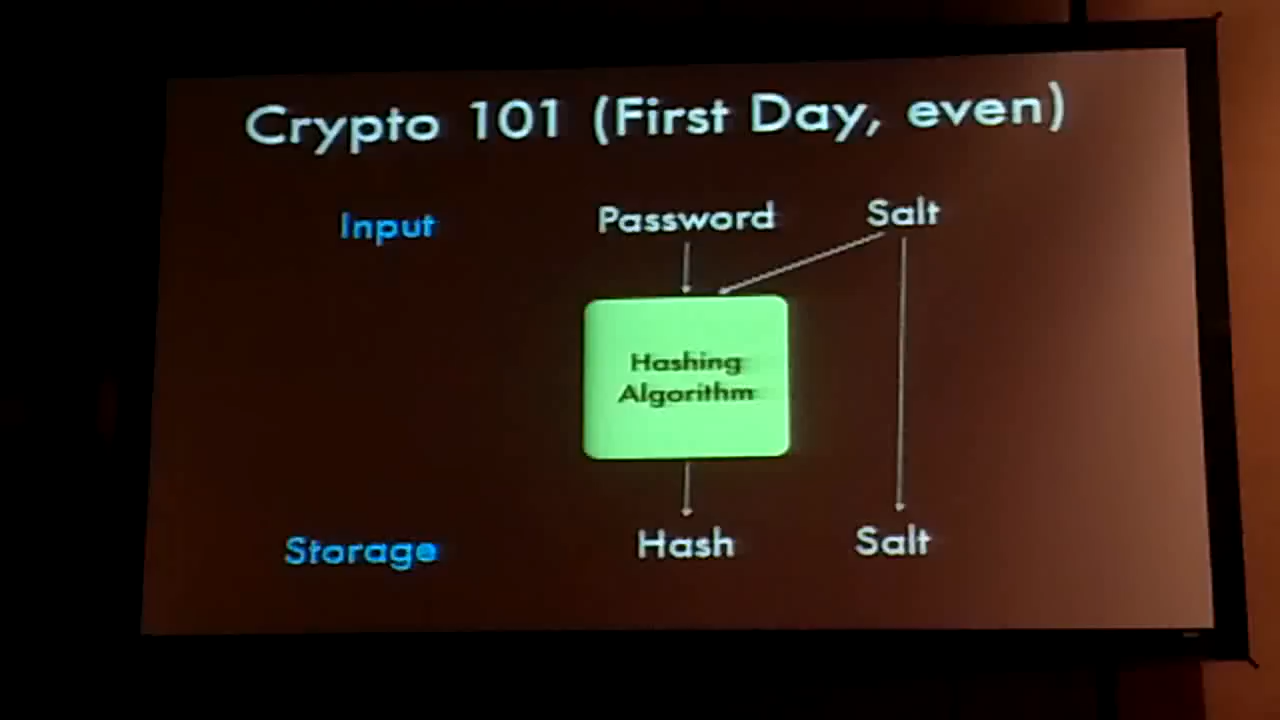 Crypto 101 (First Day, even)
Input
Password
Salt
Hashing
Algorithm
Storage
Hash
Salt